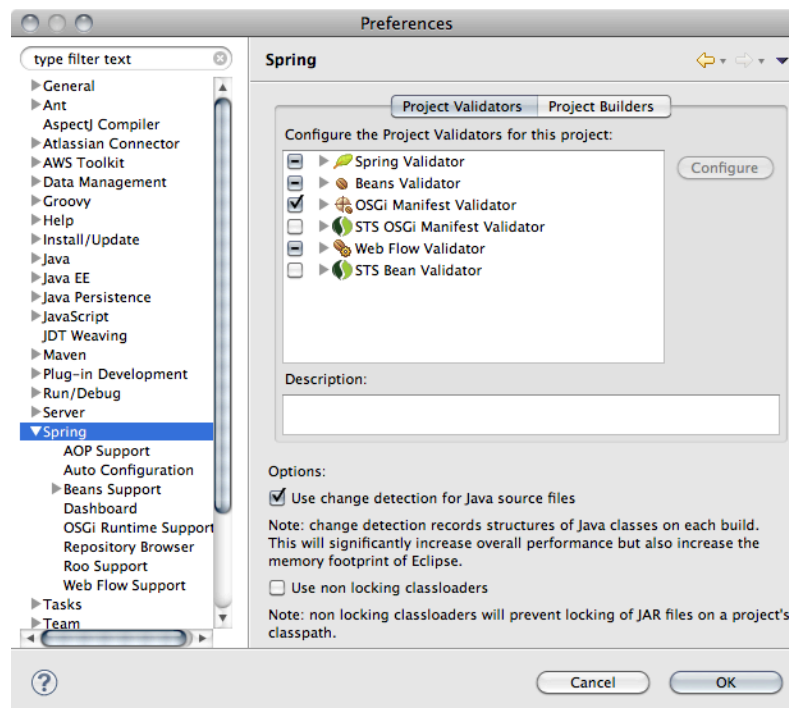 Preferences
type filter text
General
Ant
AspectJ Compiler
Atlassian Connector
AWS Toolkit
Data Management
Groovy
Help
Install/Update
Java
Java EE
Java Persistence
JavaScript
JDT Weaving
Maven
Plug-in Development
Run/Debug
Server
Spring
AOP Support
Auto Configuration
Beans Support
Dashboard
OSGi Runtime Support
Repository Browser
Roo Support
Web Flow Support
Tasks
Team
Spring
Project Validators Project Builders
Configure the Project Validators for this project:
Spring Validator
Beans Validator
OSGi Manifest Validator
STS OSGi Manifest Validator
Web Flow Validator
STS Bean Validator
Configure
Description:
Options:
Use change detection for Java source files
Note: change detection records structures of Java classes on each build.
This will significantly increase overall performance but also increase the
memory footprint of Eclipse.
Use non locking classloaders
Note: non locking classloaders will prevent locking of JAR files on a project's
classpath.
?
Cancel OK